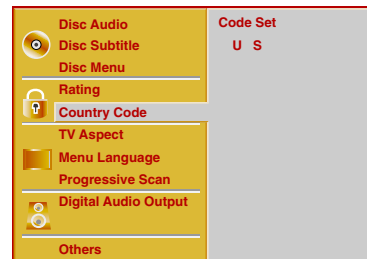 Disc Audio
Disc Subtitle
Disc Menu
Rating
Country Code
TV Aspect
Menu Language
Progressive Scan
Digital Audio Output
Others
Code Set
U S